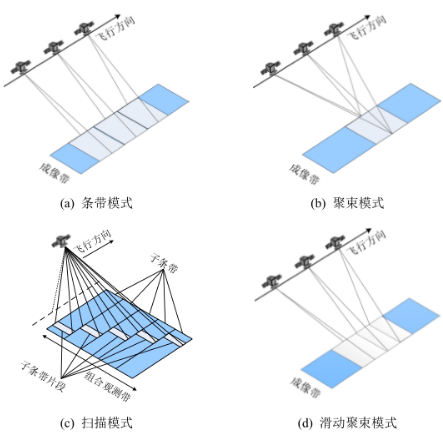 飞行方向
成像带
(a) 条带模式
飞行方向
成像带
(b) 聚束模式
飞行方向
子条带
子条带片段
组合观测带
(c) 扫描模式
飞行方向
成像带
(d) 滑动聚束模式